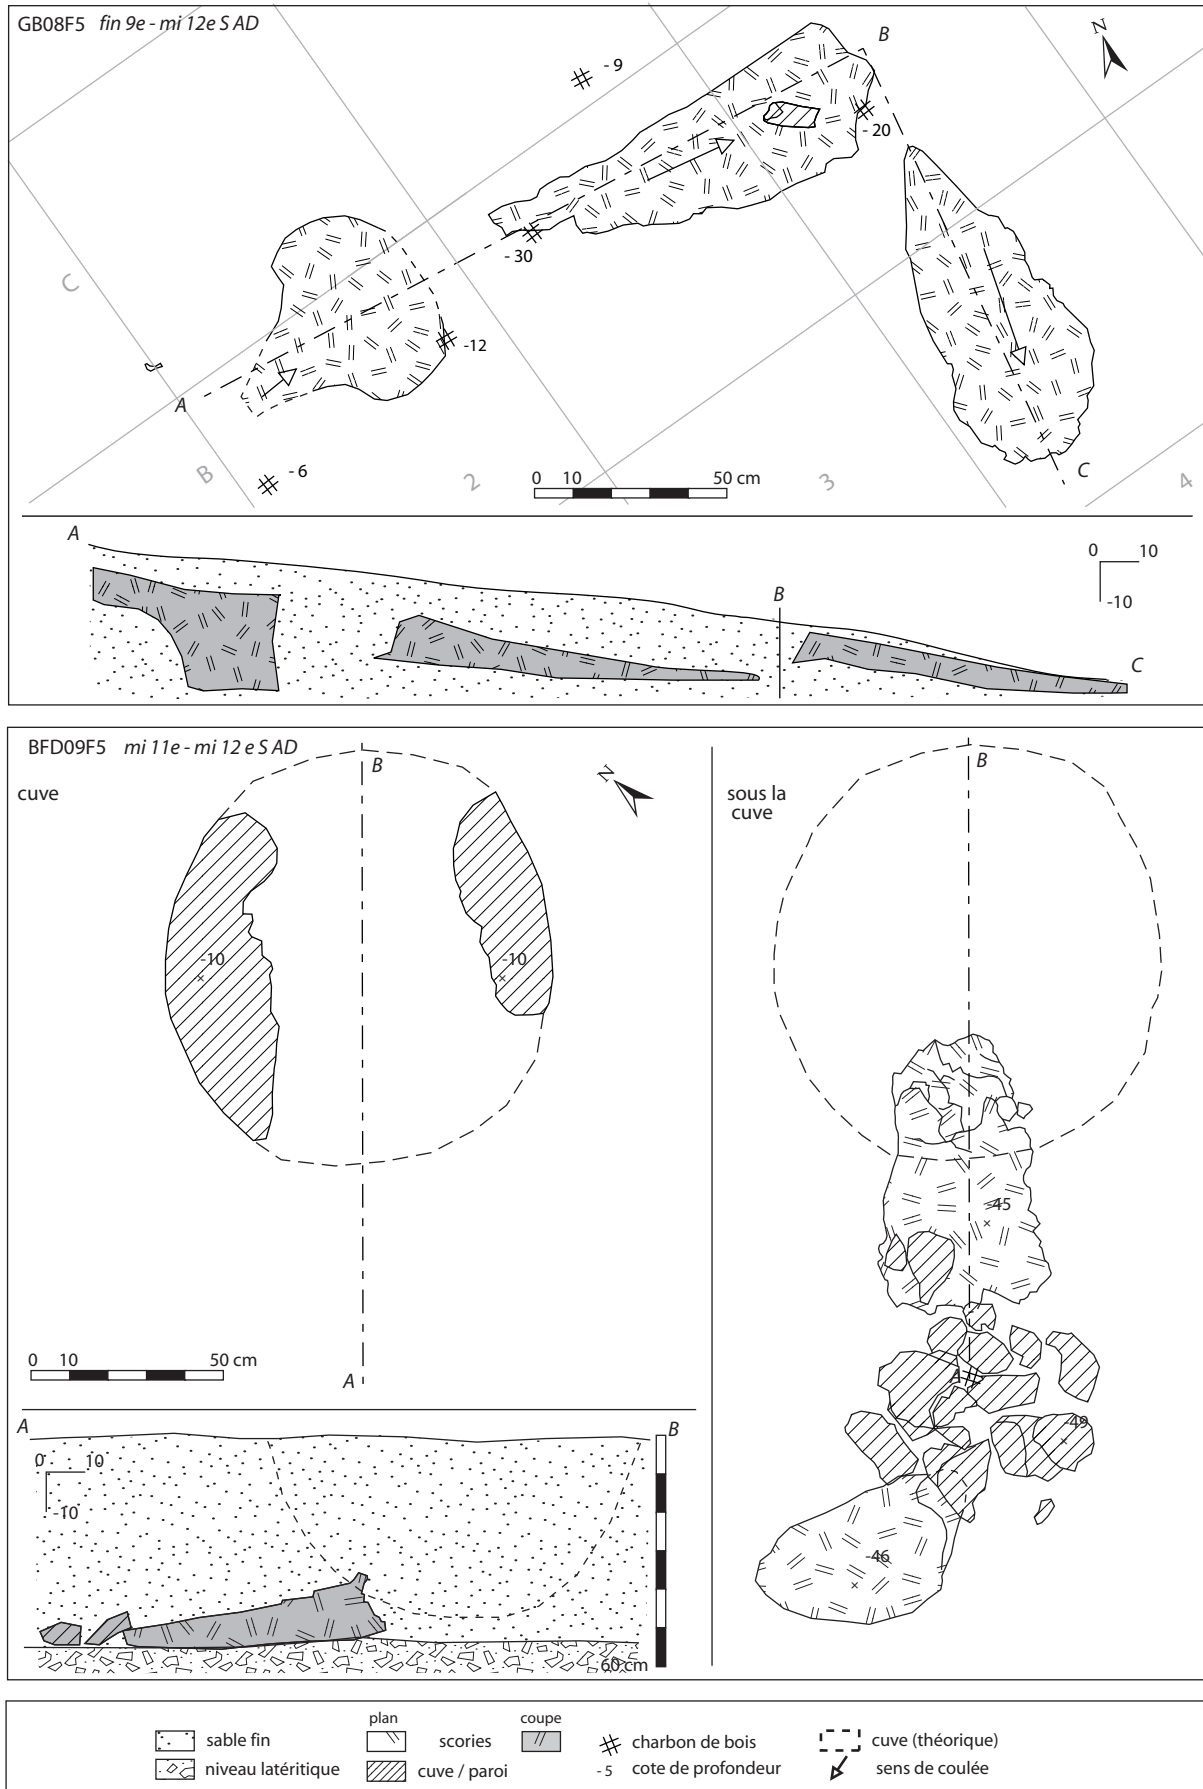 GB08F5 fin 9e - mi 12e S AD
B
N
- 9
- 20
- 30
C
-12
A
B
- 6
2
0 10 50 cm
3
C
4
A
0 10
-10
B
C
BFD09F5 mi 11e - mi 12 e S AD
cuve
B
N
-10
-10
0 10 50 cm
A
sous la
cuve
B
-45
A
-49
-46
A
B
0 10
-10
60 cm
plan
coupe
sable fin
scories
charbon de bois
cuve (théorique)
niveau latéritique
cuve / paroi
- 5 cote de profondeur
sens de coulée